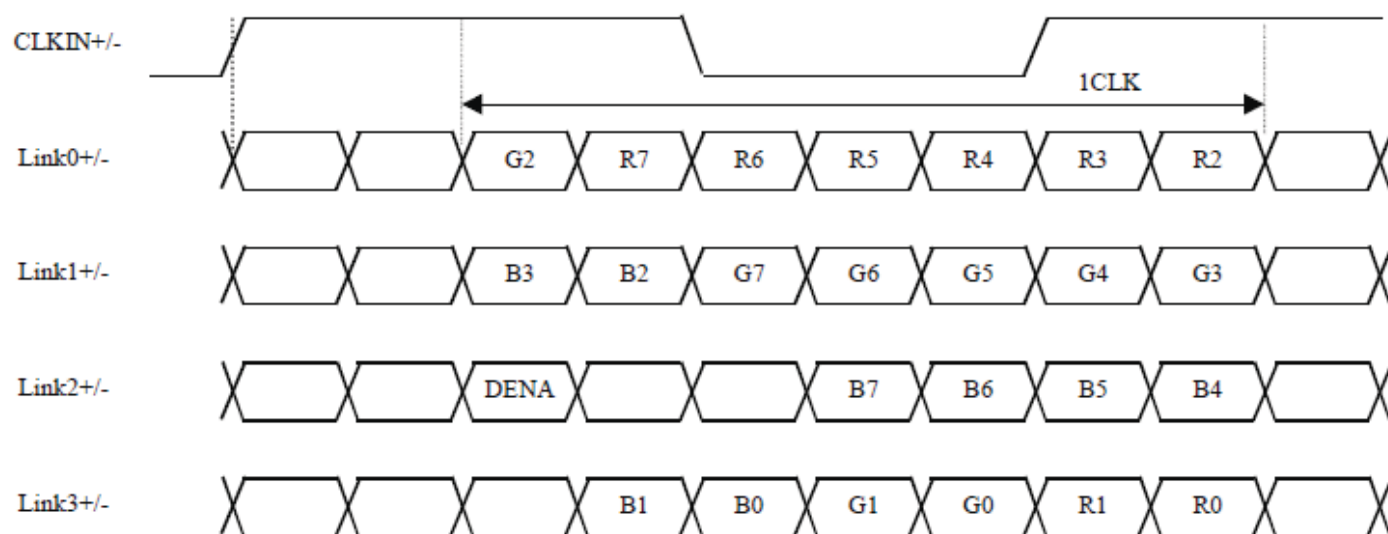 CLKIN+/-
1CLK
Link0+/- G2 R7 R6 R5 R4 R3 R2
Link1+/- B3 B2 G7 G6 G5 G4 G3
Link2+/- DENA B7 B6 B5 B4
Link3+/- B1 B0 G1 G0 R1 R0